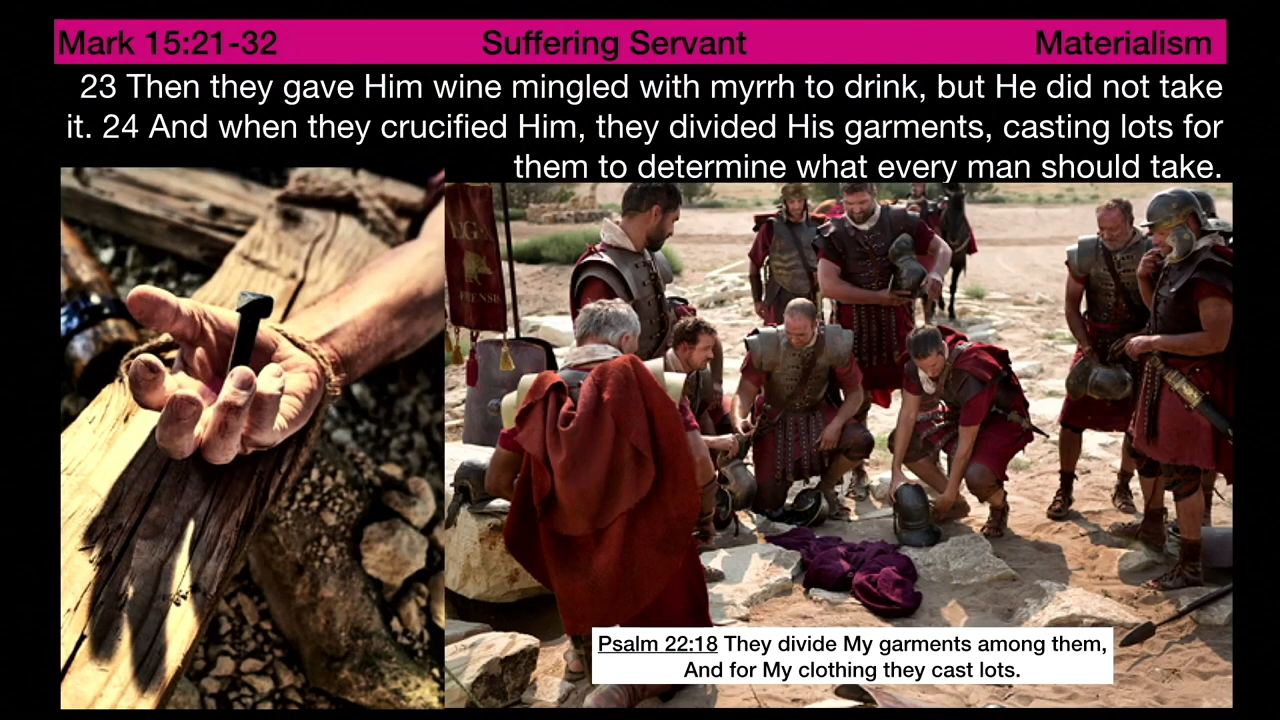 Mark 15:21-32 Suffering Servant Materialism
23 Then they gave Him wine mingled with myrrh to drink, but He did not take
it. 24 And when they crucified Him, they divided His garments, casting lots for
them to determine what every man should take.
Psalm 22:18 They divide My garments among them,
And for My clothing they cast lots.